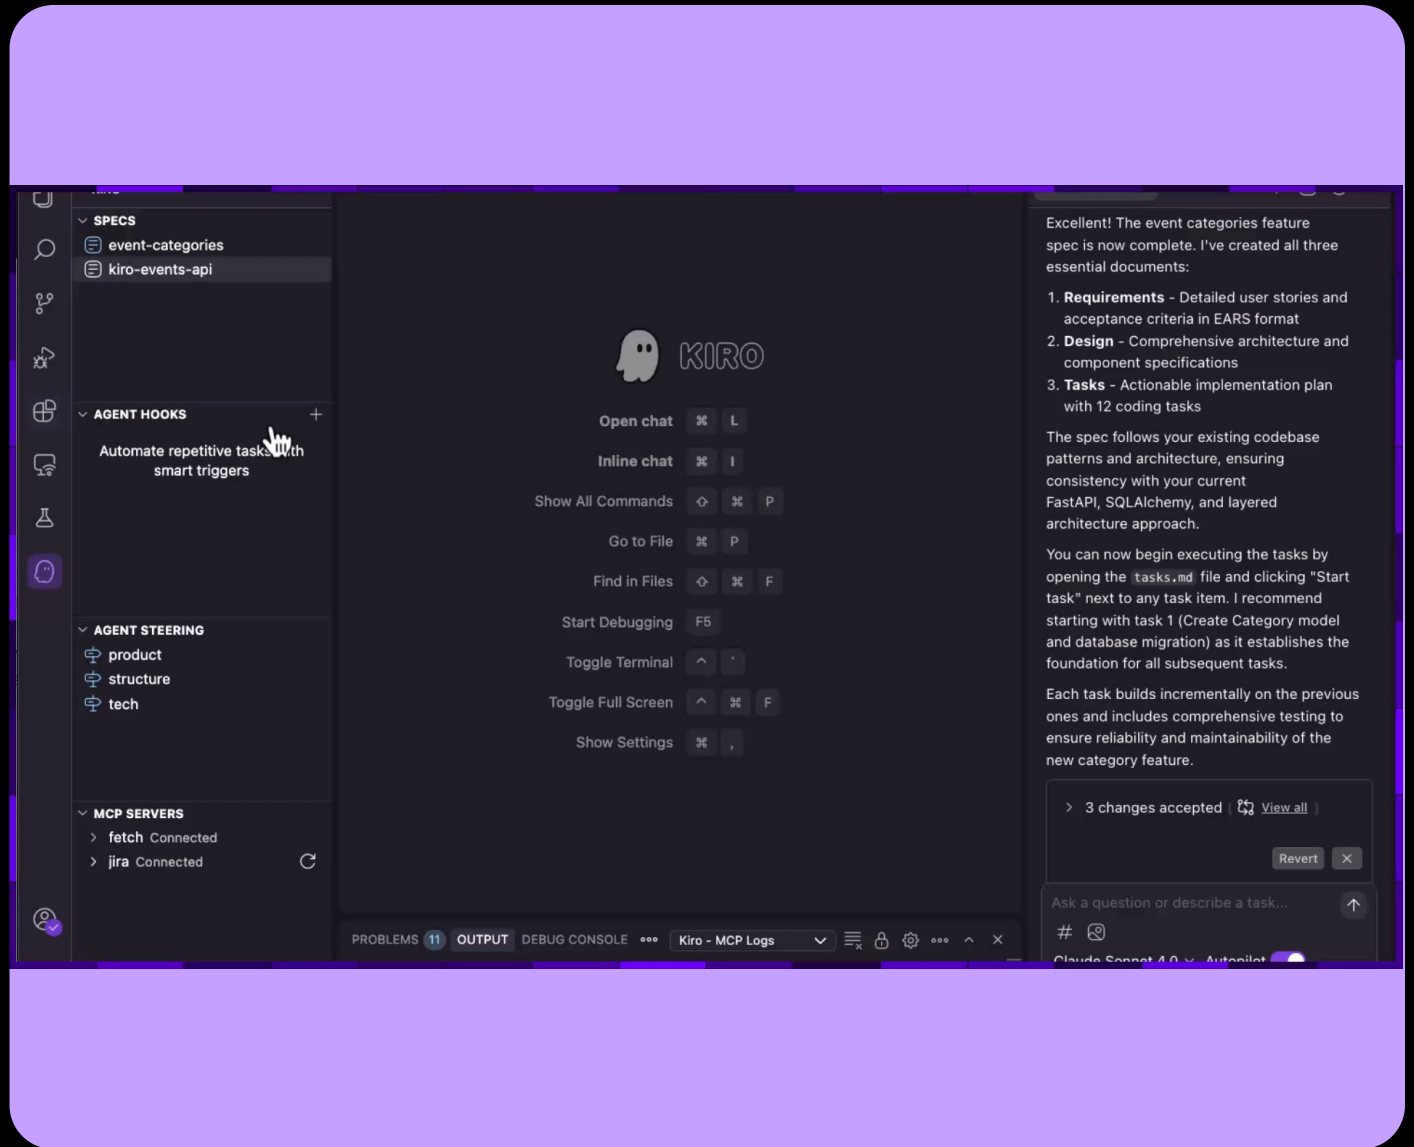 SPECS
event-categories
kiro-events-api
AGENT HOOKS
Automate repetitive tasks
smart triggers
AGENT STEERING
product
structure
tech
MCP SERVERS
fetch Connected
jira Connected
KIRO
Open chat ⌘ L
Inline chat ⌘ I
Show All Commands ⇧ ⌘ P
Go to File ⌘ P
Find in Files ⇧ ⌘ F
Start Debugging F5
Toggle Terminal ^ `
Toggle Full Screen ^ ⌘ F
Show Settings ⌘ ,
PROBLEMS 11 OUTPUT DEBUG CONSOLE ••• Kiro - MCP Logs
Excellent! The event categories feature
spec is now complete. I've created all three
essential documents:
1. Requirements - Detailed user stories and
acceptance criteria in EARS format
2. Design - Comprehensive architecture and
component specifications
3. Tasks - Actionable implementation plan
with 12 coding tasks
The spec follows your existing codebase
patterns and architecture, ensuring
consistency with your current
FastAPI, SQLAlchemy, and layered
architecture approach.
You can now begin executing the tasks by
opening the tasks.md file and clicking "Start
task" next to any task item. I recommend
starting with task 1 (Create Category model
and database migration) as it establishes the
foundation for all subsequent tasks.
Each task builds incrementally on the previous
ones and includes comprehensive testing to
ensure reliability and maintainability of the
new category feature.
3 changes accepted ( View all )
Revert
Ask a question or describe a task...
#
Claude Sonnet 4.0 Autopilot